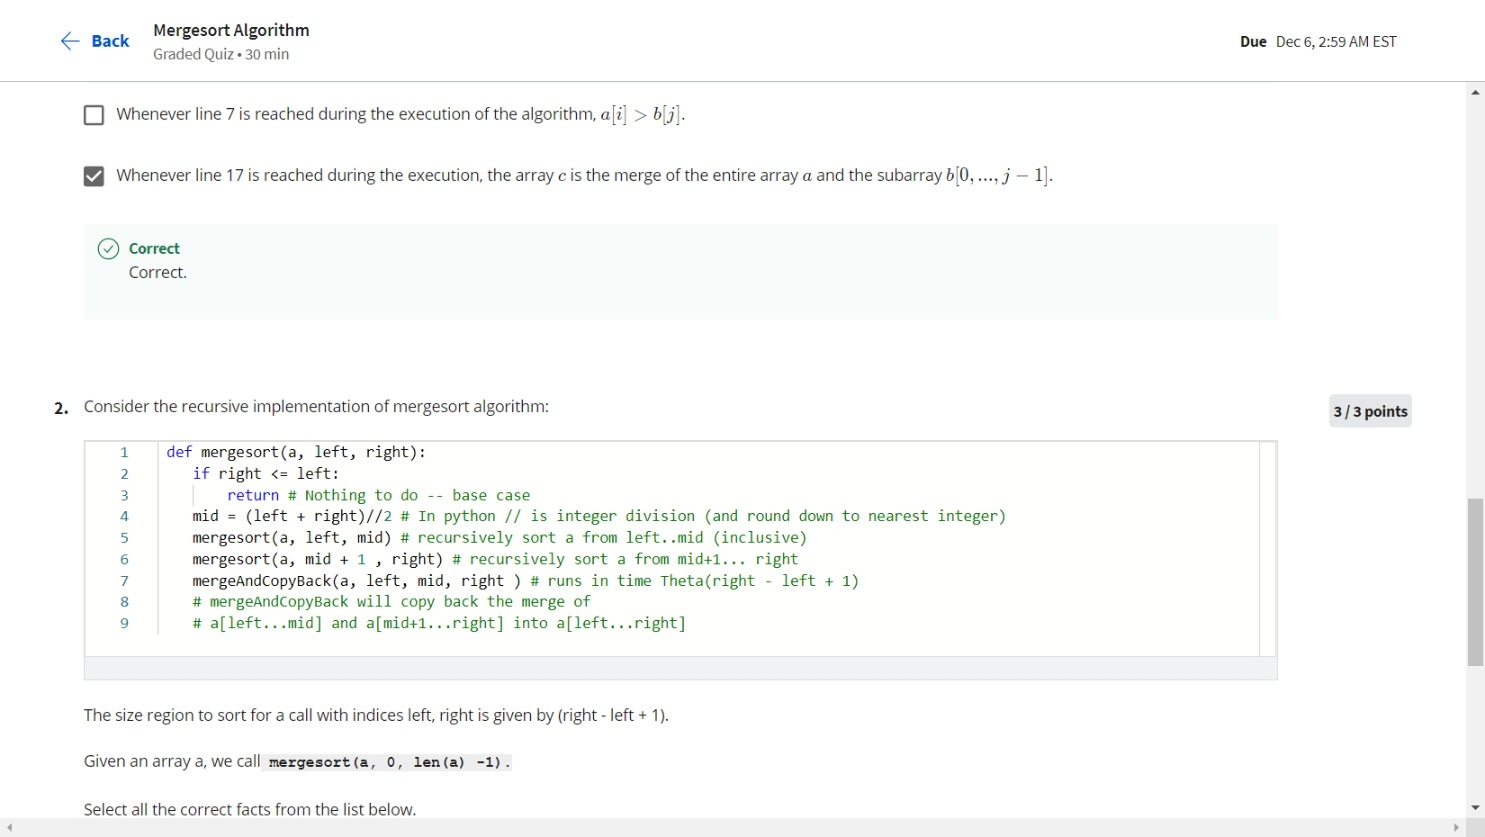 Back
Mergesort Algorithm
Graded Quiz • 30 min
Due Dec 6, 2:59 AM EST
Whenever line 7 is reached during the execution of the algorithm, a[i] > b[j].
Whenever line 17 is reached during the execution, the array c is the merge of the entire array a and the subarray b[0, ..., j − 1].
Correct
Correct.
2. Consider the recursive implementation of mergesort algorithm:
3 / 3 points
1 def mergesort(a, left, right):
2 if right <= left:
3 return # Nothing to do -- base case
4 mid = (left + right)//2 # In python // is integer division (and round down to nearest integer)
5 mergesort(a, left, mid) # recursively sort a from left..mid (inclusive)
6 mergesort(a, mid + 1 , right) # recursively sort a from mid+1... right
7 mergeAndCopyBack(a, left, mid, right ) # runs in time Theta(right - left + 1)
8 # mergeAndCopyBack will copy back the merge of
9 # a[left...mid] and a[mid+1...right] into a[left...right]
The size region to sort for a call with indices left, right is given by (right - left + 1).
Given an array a, we call mergesort(a, 0, len(a) -1).
Select all the correct facts from the list below.